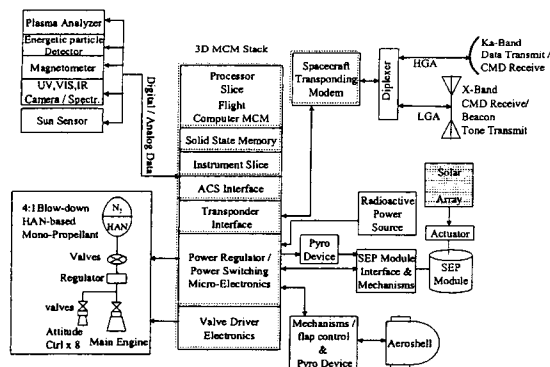 Plasma Analyzer
Energetic particle
Detector
Magnetometer
UV,VIS,IR
Camera / Spectr.
Sun Sensor
Digital / Analog Data
3D MCM Stack
Processor
Slice
Flight
Computer MCM
Solid State Memory
Instrument Slice
ACS Interface
Transponder
Interface
Power Regulator /
Power Switching
Micro-Electronics
Valve Driver
Electronics
Spacecraft
Transponding
Modem
Diplexer
HGA
LGA
Ka-Band
Data Transmit /
CMD Receive
X-Band
CMD Receive/
Beacon
Tone Transmit
Radioactive
Power
Source
Solar
Array
Actuator
Pyro
Device
SEP Module
Interface &
Mechanisms
SEP
Module
Mechanisms /
flap control
&
Pyro Device
Aeroshell
4:1Blow-down
HAN-based
Mono-Propellant
N₂
HAN
Valves
Regulator
valves
Attitude
Ctrl x 8
Main Engine